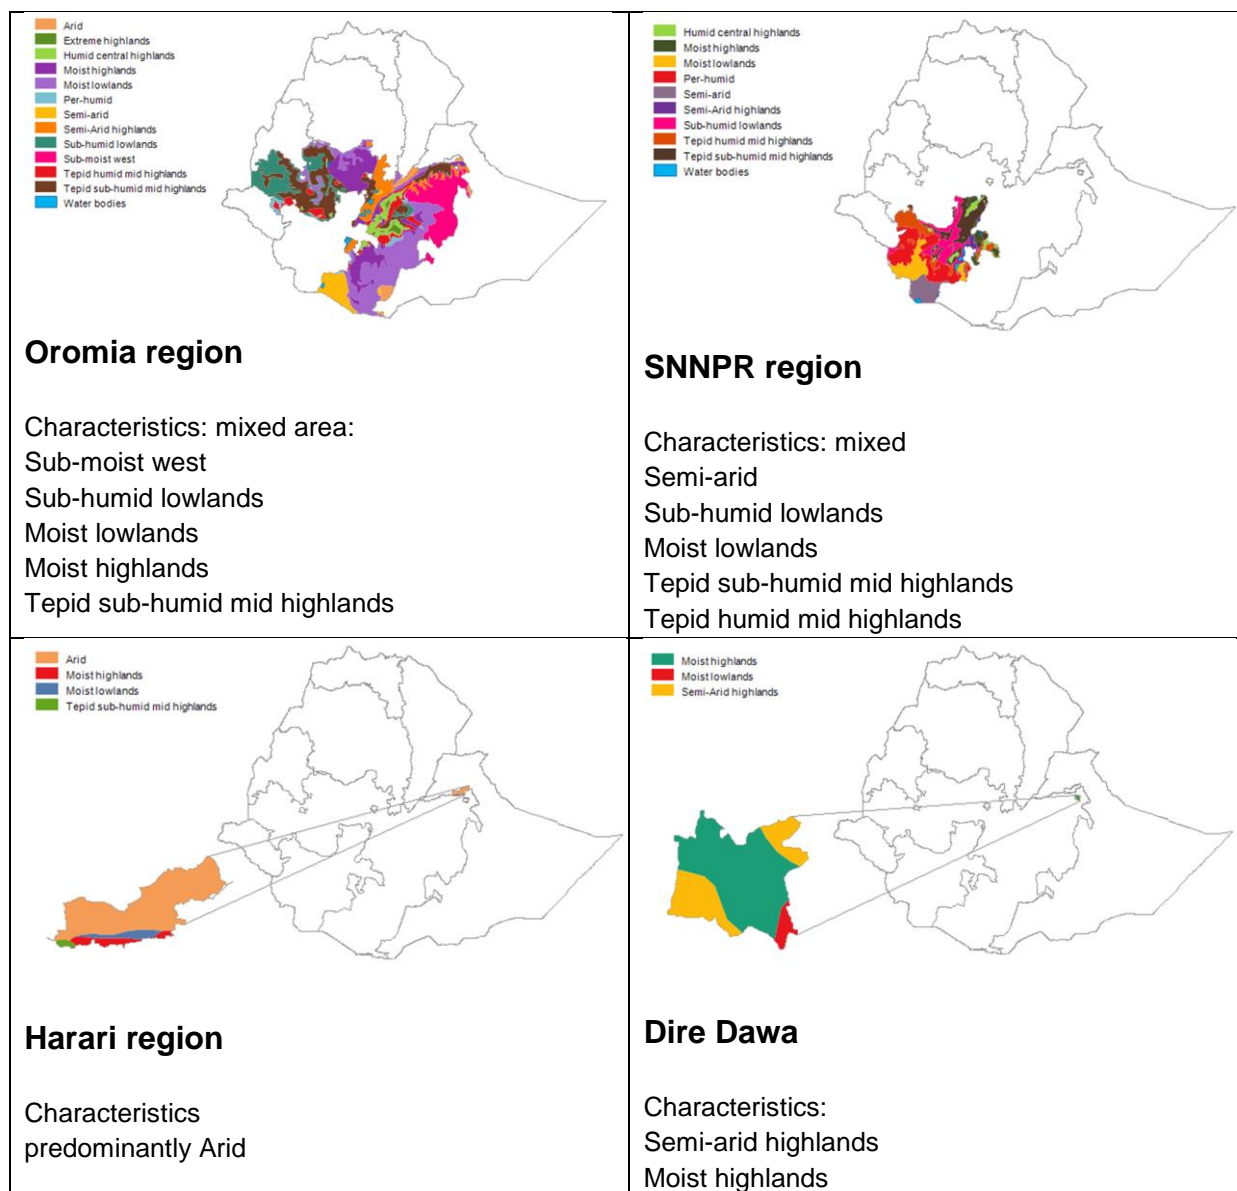 Arid
Extreme highlands
Humid central highlands
Moist highlands
Moist lowlands
Per-humid
Semi-arid
Semi-Arid highlands
Sub-humid lowlands
Sub-moist west
Tepid humid mid highlands
Tepid sub-humid mid highlands
Water bodies
Oromia region
Characteristics: mixed area:
Sub-moist west
Sub-humid lowlands
Moist lowlands
Moist highlands
Tepid sub-humid mid highlands
Humid central highlands
Moist highlands
Moist lowlands
Per-humid
Semi-arid
Semi-Arid highlands
Sub-humid lowlands
Tepid humid mid highlands
Tepid sub-humid mid highlands
Water bodies
SNNPR region
Characteristics: mixed
Semi-arid
Sub-humid lowlands
Moist lowlands
Tepid sub-humid mid highlands
Tepid humid mid highlands
Arid
Moist highlands
Moist lowlands
Tepid sub-humid mid highlands
Harari region
Characteristics
predominantly Arid
Moist highlands
Moist lowlands
Semi-Arid highlands
Dire Dawa
Characteristics:
Semi-arid highlands
Moist highlands